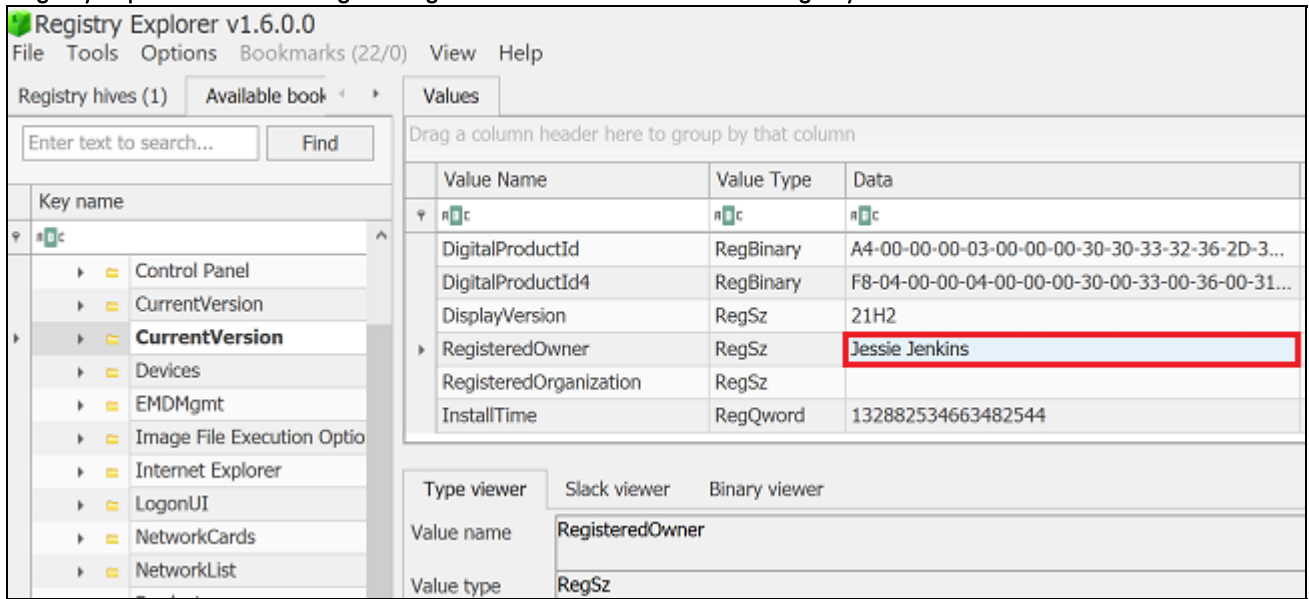 Registry Explorer v1.6.0.0
File Tools Options Bookmarks (22/0) View Help
Registry hives (1) Available book
Enter text to search... Find
Key name
Control Panel
CurrentVersion
CurrentVersion
Devices
EMDMgmt
Image File Execution Optio
Internet Explorer
LogonUI
NetworkCards
NetworkList
Values
Drag a column header here to group by that column
Value Name Value Type Data
DigitalProductId RegBinary A4-00-00-00-03-00-00-00-30-30-33-32-36-2D-3...
DigitalProductId4 RegBinary F8-04-00-00-04-00-00-00-30-00-33-00-36-00-31...
DisplayVersion RegSz 21H2
RegisteredOwner RegSz Jessie Jenkins
RegisteredOrganization RegSz
InstallTime RegQword 132882534663482544
Type viewer Slack viewer Binary viewer
Value name RegisteredOwner
Value type RegSz